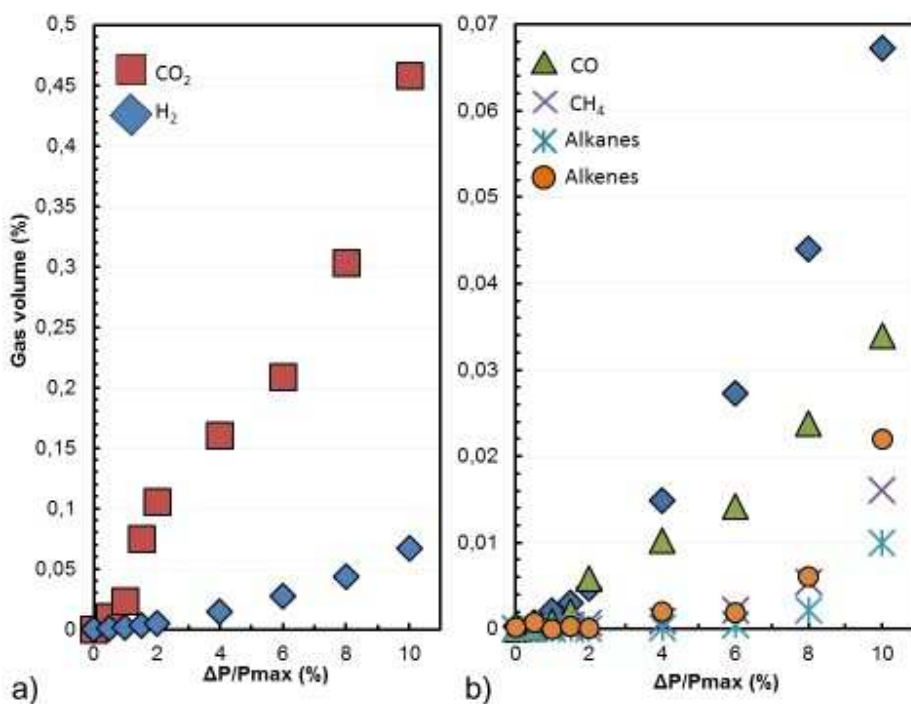 0,5
0,45
0,4
0,35
0,3
0,25
0,2
0,15
0,1
0,05
0
Gas volume (%)
CO₂
H₂
0 2 4 6 8 10
ΔP/Pmax (%)
a)
0,07
0,06
0,05
0,04
0,03
0,02
0,01
0
CO
CH₄
Alkanes
Alkenes
0 2 4 6 8 10
ΔP/Pmax (%)
b)